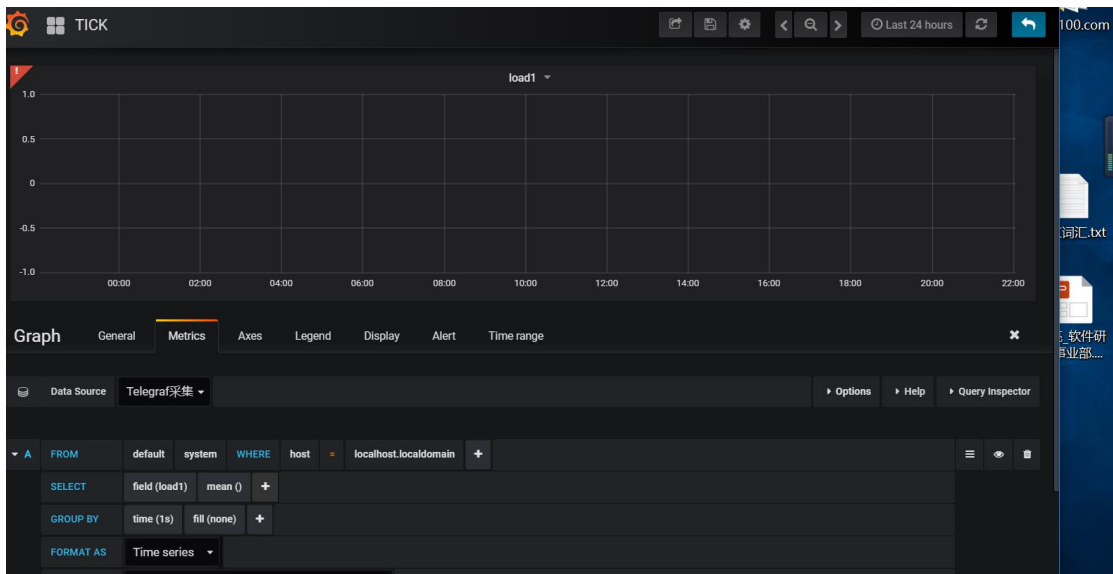 TICK
Last 24 hours
100.com
!
load1
1.0
0.5
0
-0.5
-1.0
00:00 02:00 04:00 06:00 08:00 10:00 12:00 14:00 16:00 18:00 20:00 22:00
词汇.txt
Graph General Metrics Axes Legend Display Alert Time range
_软件研
事业部....
Data Source Telegraf采集 Options Help Query Inspector
A FROM default system WHERE host = localhost.localdomain +
SELECT field (load1) mean () +
GROUP BY time (1s) fill (none) +
FORMAT AS Time series